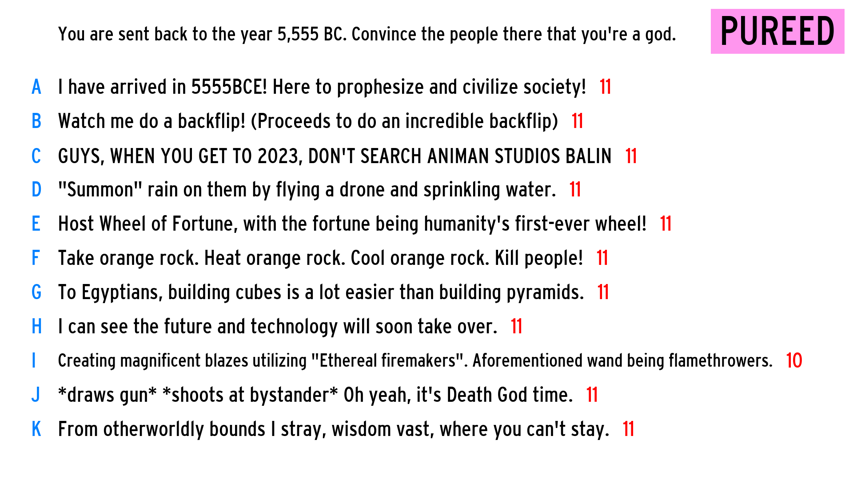 You are sent back to the year 5,555 BC. Convince the people there that you're a god.
PUREED
A I have arrived in 5555BCE! Here to prophesize and civilize society! 11
B Watch me do a backflip! (Proceeds to do an incredible backflip) 11
C GUYS, WHEN YOU GET TO 2023, DON'T SEARCH ANIMAN STUDIOS BALIN 11
D "Summon" rain on them by flying a drone and sprinkling water. 11
E Host Wheel of Fortune, with the fortune being humanity's first-ever wheel! 11
F Take orange rock. Heat orange rock. Cool orange rock. Kill people! 11
G To Egyptians, building cubes is a lot easier than building pyramids. 11
H I can see the future and technology will soon take over. 11
I Creating magnificent blazes utilizing "Ethereal firemakers". Aforementioned wand being flamethrowers. 10
J *draws gun* *shoots at bystander* Oh yeah, it's Death God time. 11
K From otherworldly bounds I stray, wisdom vast, where you can't stay. 11